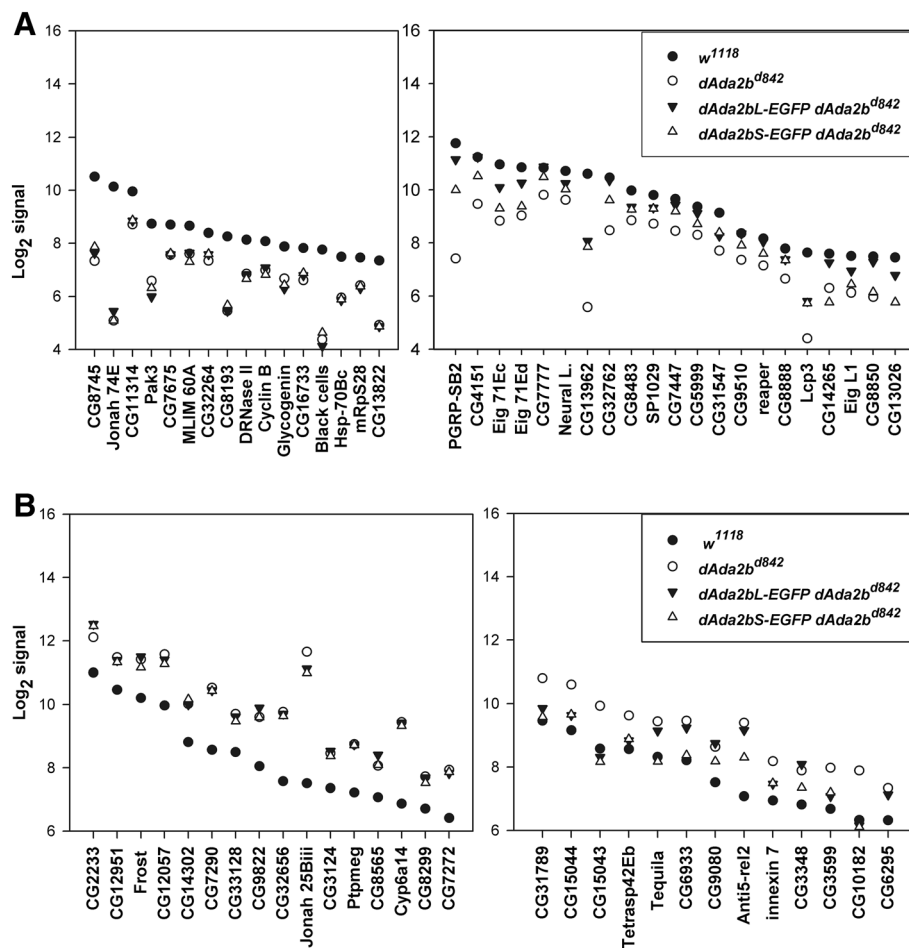 A
16
14
12
10
8
6
4
Log2 signal
CG8745
Jonah 74E
CG11314
Pak3
CG7675
MLIM 60A
CG32264
CG8193
DRNase II
Cyclin B
Glycogenin
CG16733
Black cells
Hsp-70Bc
mRpS28
CG13822
16
14
12
10
8
6
4
w1118
dAda2bd842
dAda2bL-EGFP dAda2bd842
dAda2bS-EGFP dAda2bd842
PGRP-SB2
CG4151
Eig 71Ec
Eig 71Ed
CG7777
Neural L.
CG13962
CG32762
CG8483
SP1029
CG7447
CG5999
CG31547
CG9510
reaper
CG8888
Lcp3
CG14265
Eig L1
CG8850
CG13026
B
16
14
12
10
8
6
Log2 signal
CG2233
CG12951
Frost
CG12057
CG14302
CG7290
CG33128
CG9822
CG32656
Jonah 25Biii
CG3124
Ptpmeg
CG8565
Cyp6a14
CG8299
CG7272
16
14
12
10
8
6
w1118
dAda2bd842
dAda2bL-EGFP dAda2bd842
dAda2bS-EGFP dAda2bd842
CG31789
CG15044
CG15043
Tetrasp42Eb
Tequila
CG6933
CG9080
Anti5-rel2
innexin 7
CG3348
CG35999
CG10182
CG6295